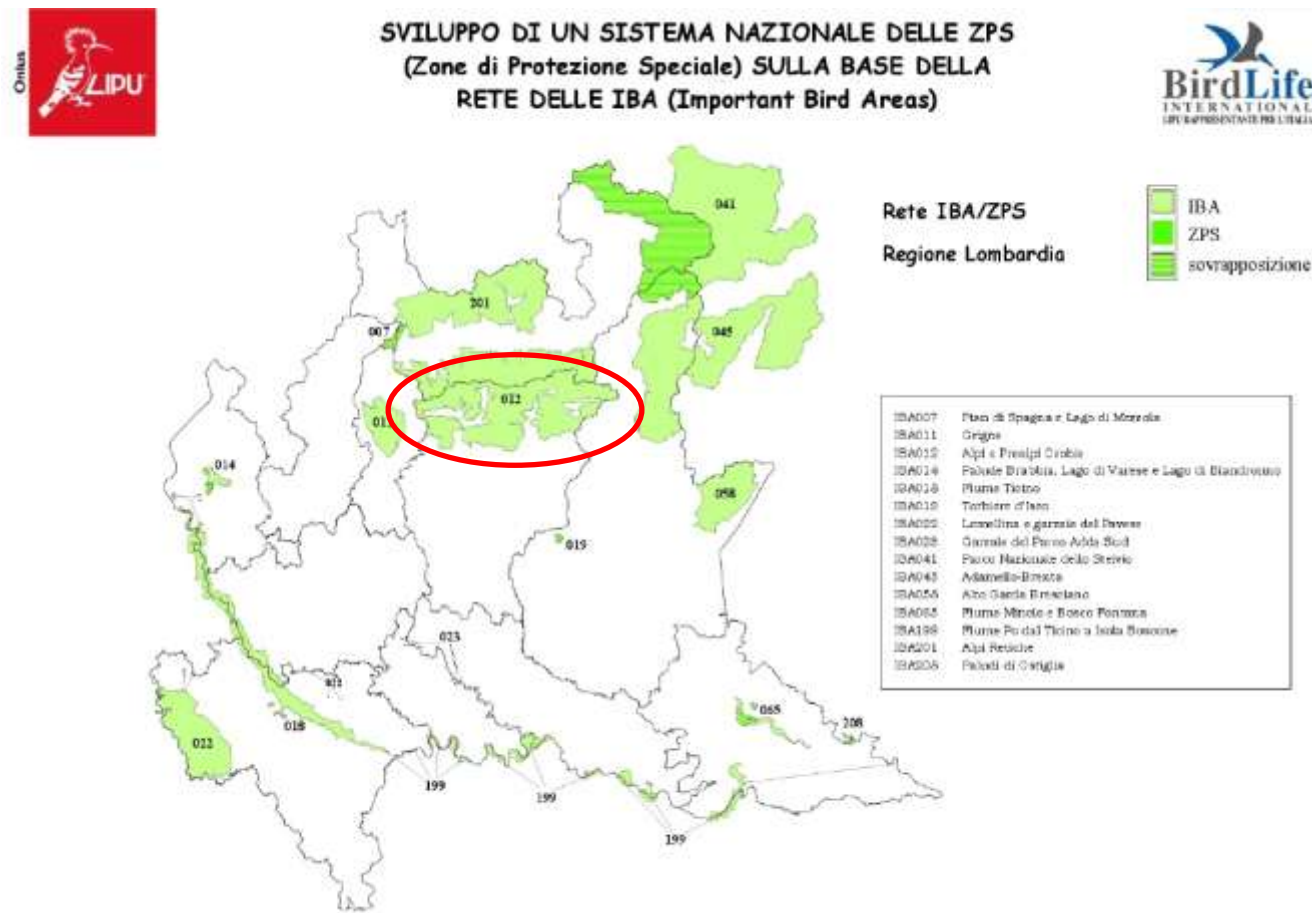 Onlus
LIPU
SVILUPPO DI UN SISTEMA NAZIONALE DELLE ZPS
(Zone di Protezione Speciale) SULLA BASE DELLA
RETE DELLE IBA (Important Bird Areas)
BirdLife
INTERNATIONAL
LIPU RAPPRESENTANTE PER L'ITALIA
Rete IBA/ZPS
Regione Lombardia
IBA
ZPS
sovrapposizione
041
201
007
045
012
014
058
019
023
018
022
065
208
199
199
199
IBA007 Pian di Spagna e Lago di Mezzola
IBA011 Grigne
IBA012 Alpi e Prealpi Orobie
IBA014 Palude Brabbia, Lago di Varese e Lago di Biandronno
IBA018 Fiume Ticino
IBA019 Torbiere d'Iseo
IBA022 Lomellina e garzaie del Pavese
IBA023 Garzaie del Parco Adda Sud
IBA041 Parco Nazionale dello Stelvio
IBA045 Adamello-Brenta
IBA058 Alto Garda Bresciano
IBA065 Fiume Mincio e Bosco Fontana
IBA199 Fiume Po dal Ticino a Isola Boscone
IBA201 Alpi Retiche
IBA208 Paludi di Ostiglia